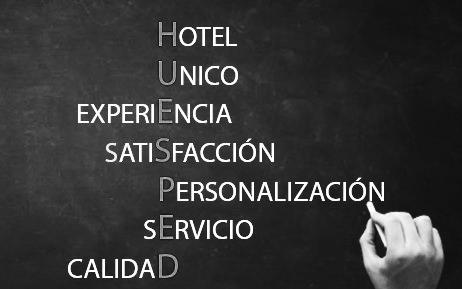 HOTEL
UNICO
EXPERIENCIA
SATISFACCIÓN
PERSONALIZACIÓN
SERVICIO
CALIDAD